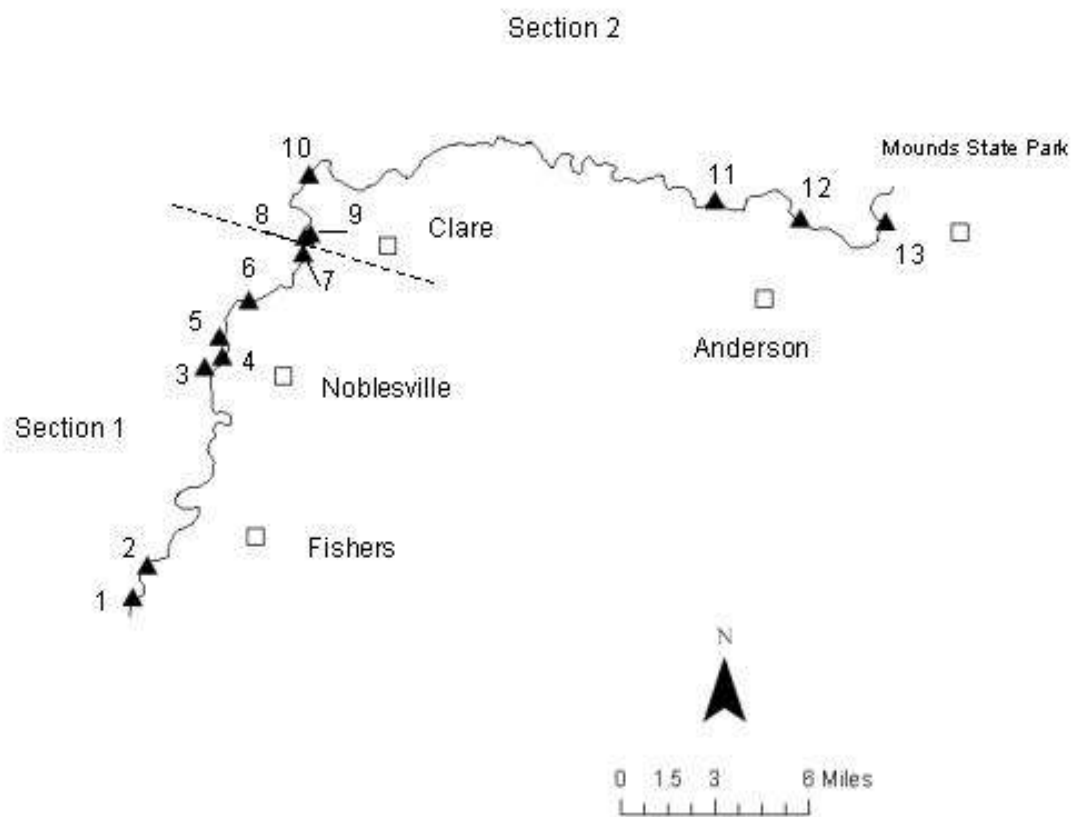 Section 2
Mounds State Park
10
11
12
8
9
Clare
13
6
7
5
Anderson
4
3
Noblesville
Section 1
2
Fishers
1
N
0 1.5 3 6 Miles